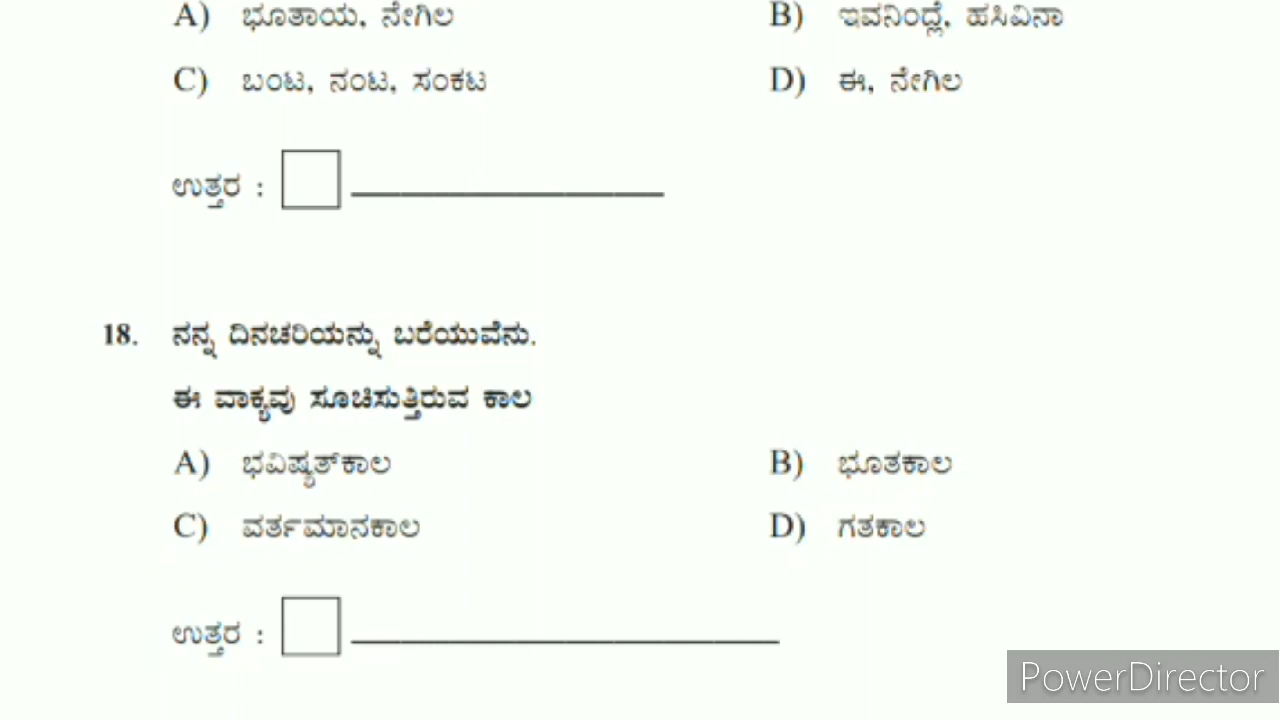 A) ಭೂತಾಯ, ನೇಗಿಲ B) ಇವನಿಂದ್ಲೆ, ಹಸಿವಿನಾ
C) ಬಂಟ, ನಂಟ, ಸಂಕಟ D) ಈ, ನೇಗಿಲ
ಉತ್ತರ :
18. ನನ್ನ ದಿನಚರಿಯನ್ನು ಬರೆಯುವೆನು.
ಈ ವಾಕ್ಯವು ಸೂಚಿಸುತ್ತಿರುವ ಕಾಲ
A) ಭವಿಷ್ಯತ್‌ಕಾಲ B) ಭೂತಕಾಲ
C) ವರ್ತಮಾನಕಾಲ D) ಗತಕಾಲ
ಉತ್ತರ :
PowerDirector